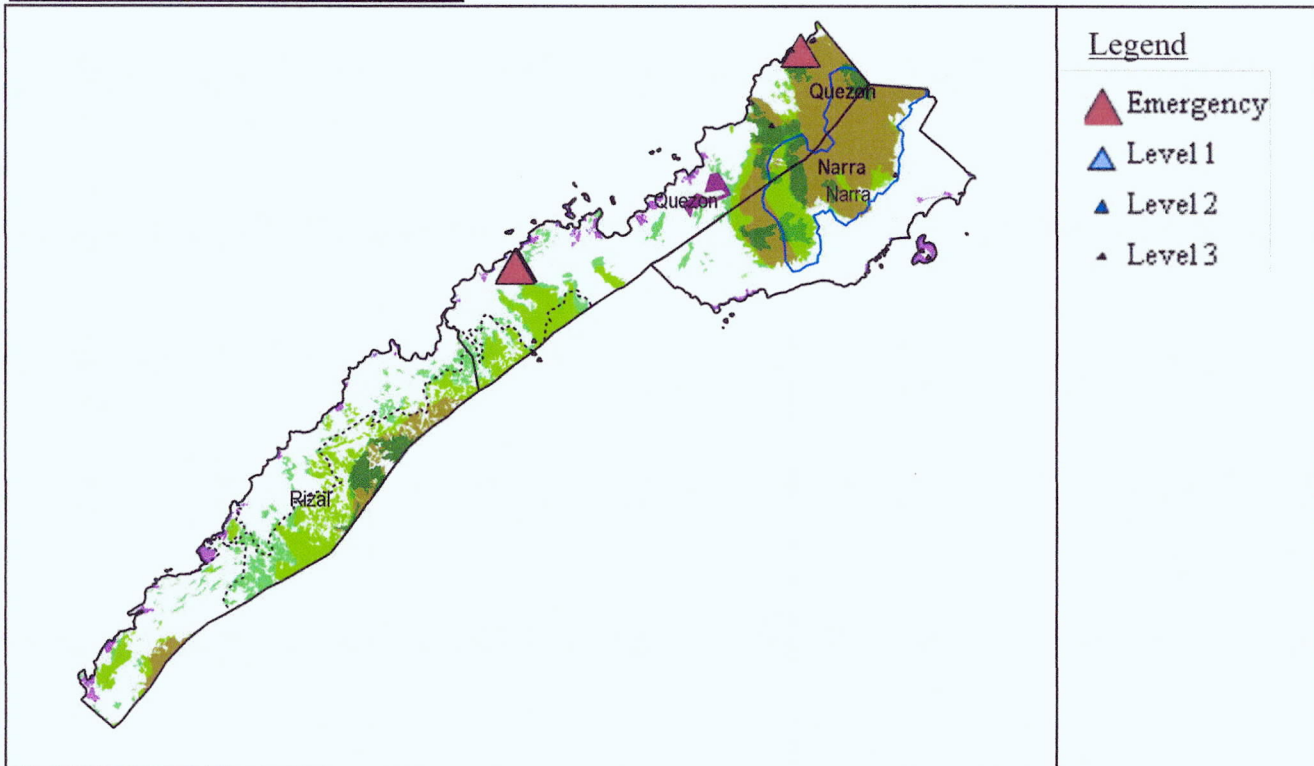 Quezon
Narra
Narra
Quezon
Rizal
Legend
Emergency
Level 1
Level 2
Level 3